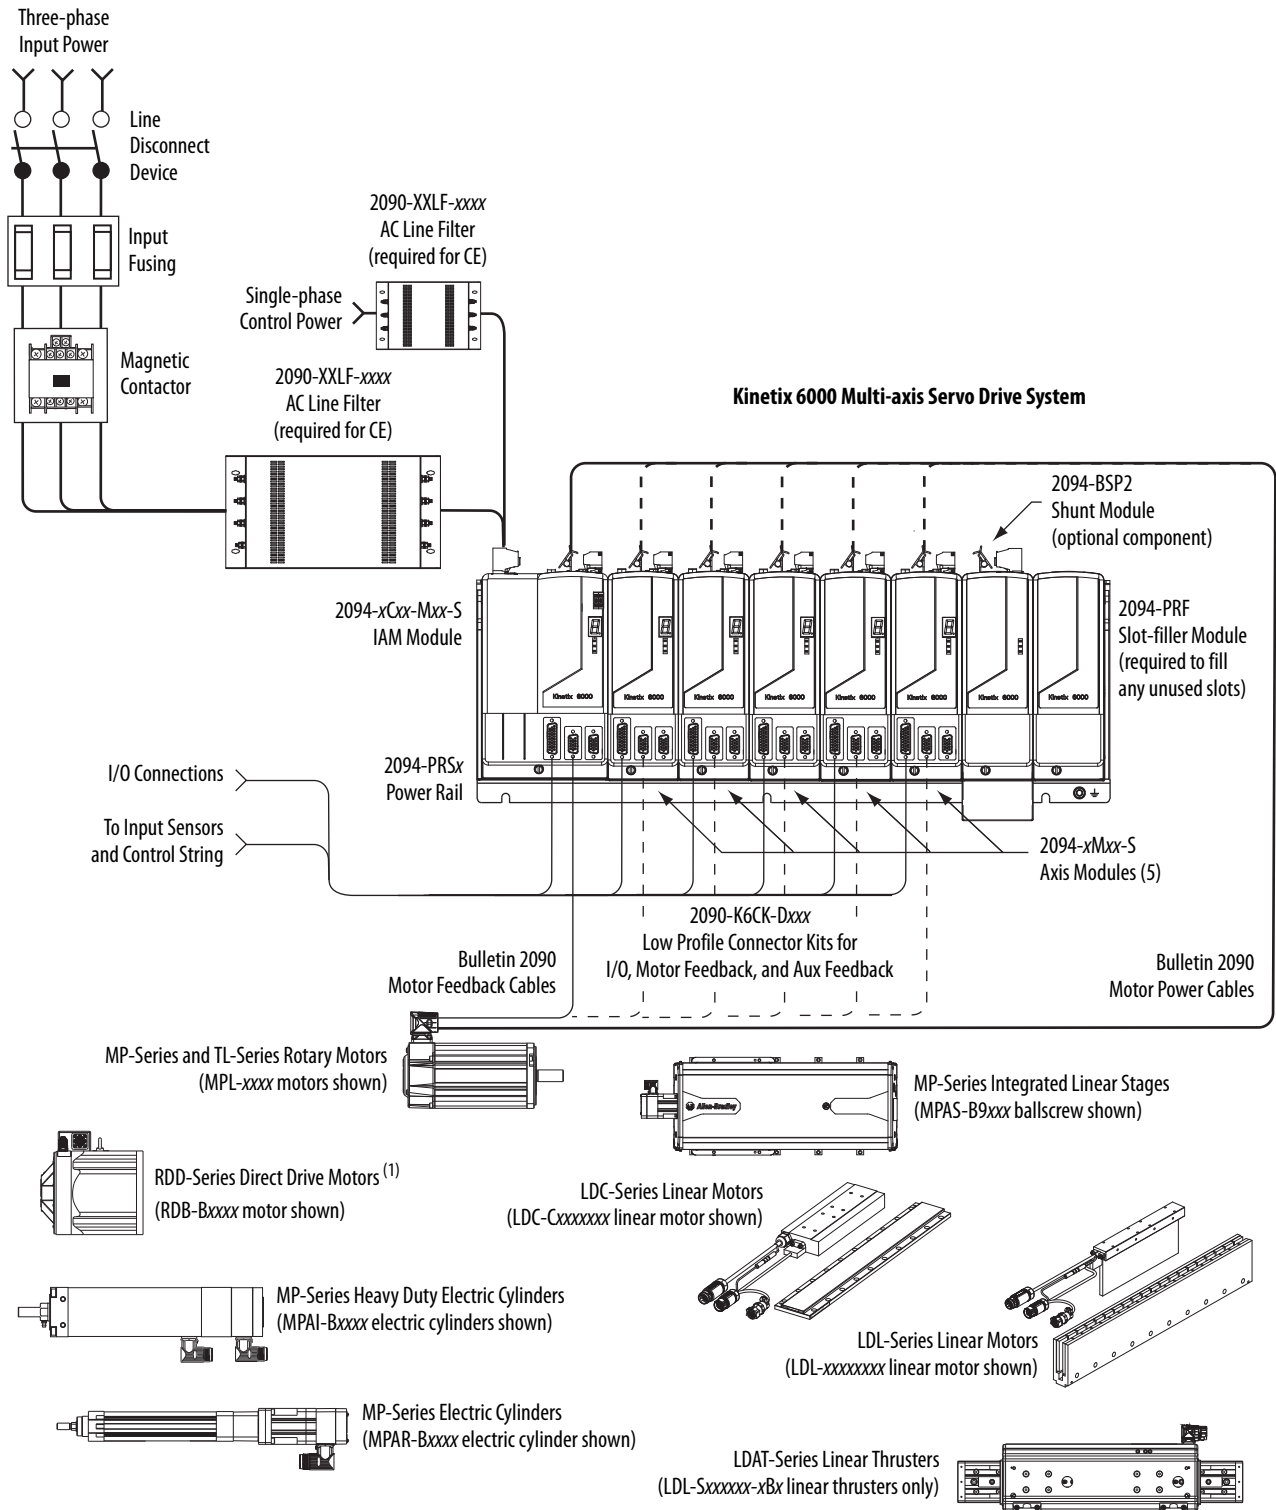 Three-phase
Input Power
Line
Disconnect
Device
2090-XXLF-xxxx
AC Line Filter
(required for CE)
Input
Fusing
Single-phase
Control Power
Magnetic
Contactor
2090-XXLF-xxxx
AC Line Filter
(required for CE)
Kinetix 6000 Multi-axis Servo Drive System
2094-BSP2
Shunt Module
(optional component)
2094-xCxx-Mxx-S
IAM Module
2094-PRF
Slot-filler Module
(required to fill
any unused slots)
Kinetix 6000
Kinetix 6000
Kinetix 6000
Kinetix 6000
Kinetix 6000
Kinetix 6000
Kinetix 6000
Kinetix 6000
2094-PRSx
Power Rail
I/O Connections
To Input Sensors
and Control String
2094-xMxx-S
Axis Modules (5)
2090-K6CK-Dxxx
Low Profile Connector Kits for
I/O, Motor Feedback, and Aux Feedback
Bulletin 2090
Motor Feedback Cables
Bulletin 2090
Motor Power Cables
MP-Series and TL-Series Rotary Motors
(MPL-xxxx motors shown)
Allen-Bradley
MP-Series Integrated Linear Stages
(MPAS-B9xxx ballscrew shown)
RDD-Series Direct Drive Motors (1)
(RDB-Bxxxx motor shown)
LDC-Series Linear Motors
(LDC-Cxxxxxxx linear motor shown)
MP-Series Heavy Duty Electric Cylinders
(MPAI-Bxxxx electric cylinders shown)
LDL-Series Linear Motors
(LDL-xxxxxxxx linear motor shown)
MP-Series Electric Cylinders
(MPAR-Bxxxx electric cylinder shown)
LDAT-Series Linear Thrusters
(LDL-Sxxxxxx-xBx linear thrusters only)